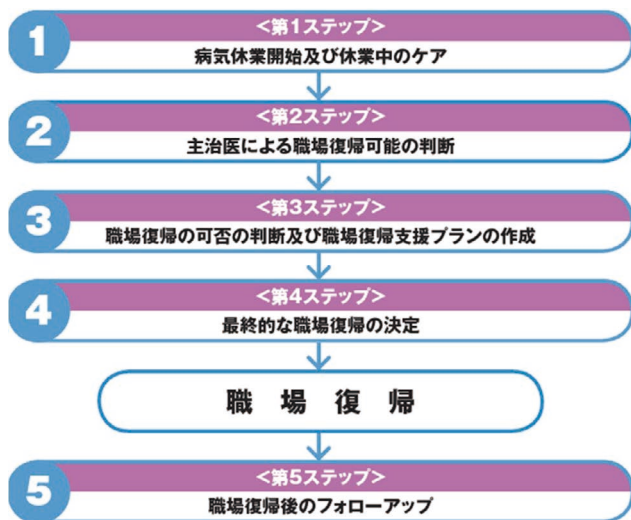 1
<第1ステップ>
病気休業開始及び休業中のケア
2
<第2ステップ>
主治医による職場復帰可能の判断
3
<第3ステップ>
職場復帰の可否の判断及び職場復帰支援プランの作成
4
<第4ステップ>
最終的な職場復帰の決定
職場復帰
5
<第5ステップ>
職場復帰後のフォローアップ